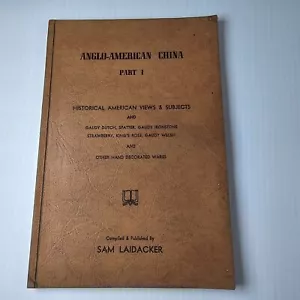 ANGLO-AMERICAN CHINA
PART I
HISTORICAL AMERICAN VIEWS & SUBJECTS
AND
GAUDY DUTCH, SPATTER, GAUDY IRONSTONE
STRAWBERRY, KING'S ROSE, GAUDY WELSH
AND
OTHER HAND DECORATED WARES
Compiled & Published By
SAM LAIDACKER